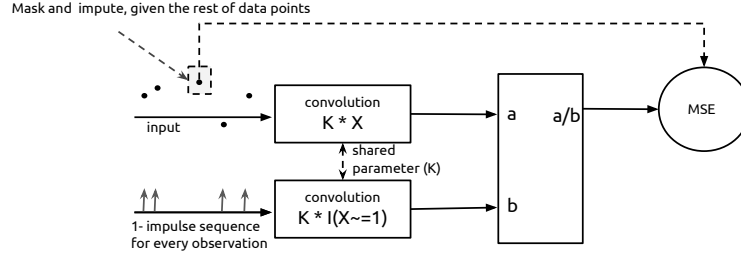 Mask and impute, given the rest of data points
input
convolution
K * X
shared
parameter (K)
convolution
K * I(X~=1)
1- impulse sequence
for every observation
a
a/b
b
MSE